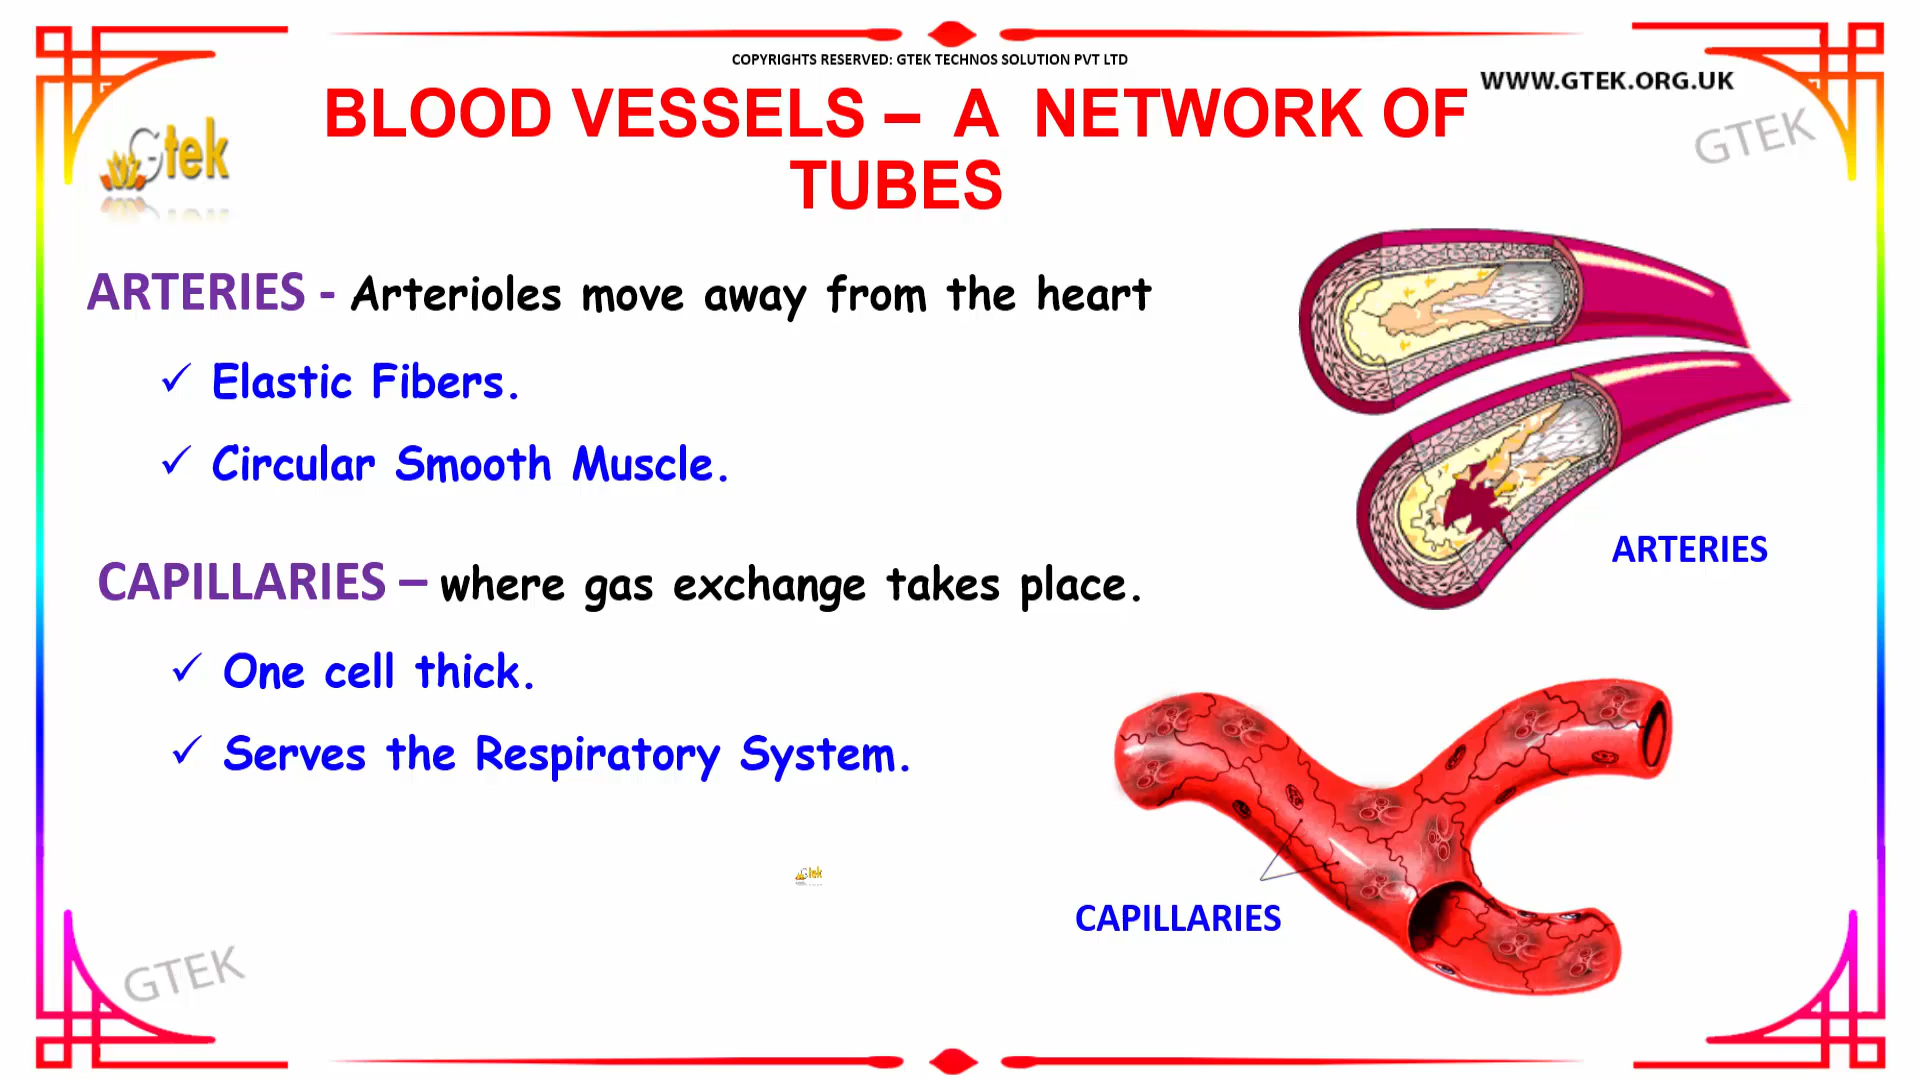 COPYRIGHTS RESERVED: GTEK TECHNOS SOLUTION PVT LTD
WWW.GTEK.ORG.UK
BLOOD VESSELS – A NETWORK OF
TUBES
Gtek
GTEK
ARTERIES - Arterioles move away from the heart
✓ Elastic Fibers.
✓ Circular Smooth Muscle.
ARTERIES
CAPILLARIES – where gas exchange takes place.
✓ One cell thick.
✓ Serves the Respiratory System.
Gtek
CAPILLARIES
GTEK